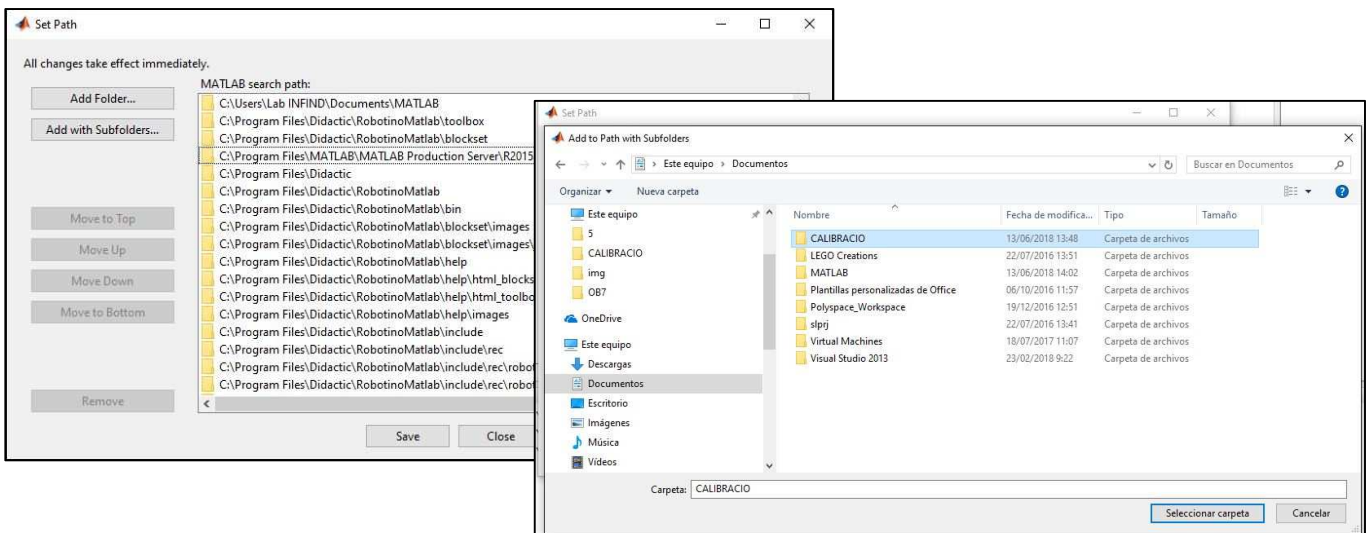 Set Path
All changes take effect immediately.
MATLAB search path:
Add Folder...
Add with Subfolders...
Move to Top
Move Up
Move Down
Move to Bottom
Remove
C:\Users\Lab INFIND\Documents\MATLAB
C:\Program Files\Didactic\RobotinoMatlab\toolbox
C:\Program Files\Didactic\RobotinoMatlab\blockset
C:\Program Files\MATLAB\MATLAB Production Server\R2015
C:\Program Files\Didactic
C:\Program Files\Didactic\RobotinoMatlab
C:\Program Files\Didactic\RobotinoMatlab\bin
C:\Program Files\Didactic\RobotinoMatlab\blockset\images
C:\Program Files\Didactic\RobotinoMatlab\blockset\images\
C:\Program Files\Didactic\RobotinoMatlab\help
C:\Program Files\Didactic\RobotinoMatlab\help\html_blocks
C:\Program Files\Didactic\RobotinoMatlab\help\html_toolbo
C:\Program Files\Didactic\RobotinoMatlab\help\images
C:\Program Files\Didactic\RobotinoMatlab\include
C:\Program Files\Didactic\RobotinoMatlab\include\rec
C:\Program Files\Didactic\RobotinoMatlab\include\rec\robot
C:\Program Files\Didactic\RobotinoMatlab\include\rec\robot
Save Close
Set Path
Add to Path with Subfolders
Este equipo > Documentos
Buscar en Documentos
Organizar Nueva carpeta
Este equipo
5
CALIBRACIO
img
OB7
OneDrive
Este equipo
Descargas
Documentos
Escritorio
Imágenes
Música
Vídeos
Nombre Fecha de modifica... Tipo Tamaño
CALIBRACIO 13/06/2018 13:48 Carpeta de archivos
LEGO Creations 22/07/2016 13:51 Carpeta de archivos
MATLAB 13/06/2018 14:02 Carpeta de archivos
Plantillas personalizadas de Office 06/10/2016 11:57 Carpeta de archivos
Polyspace_Workspace 19/12/2016 12:51 Carpeta de archivos
slprj 22/07/2016 13:41 Carpeta de archivos
Virtual Machines 18/07/2017 11:07 Carpeta de archivos
Visual Studio 2013 23/02/2018 9:22 Carpeta de archivos
Carpeta: CALIBRACIO
Seleccionar carpeta Cancelar